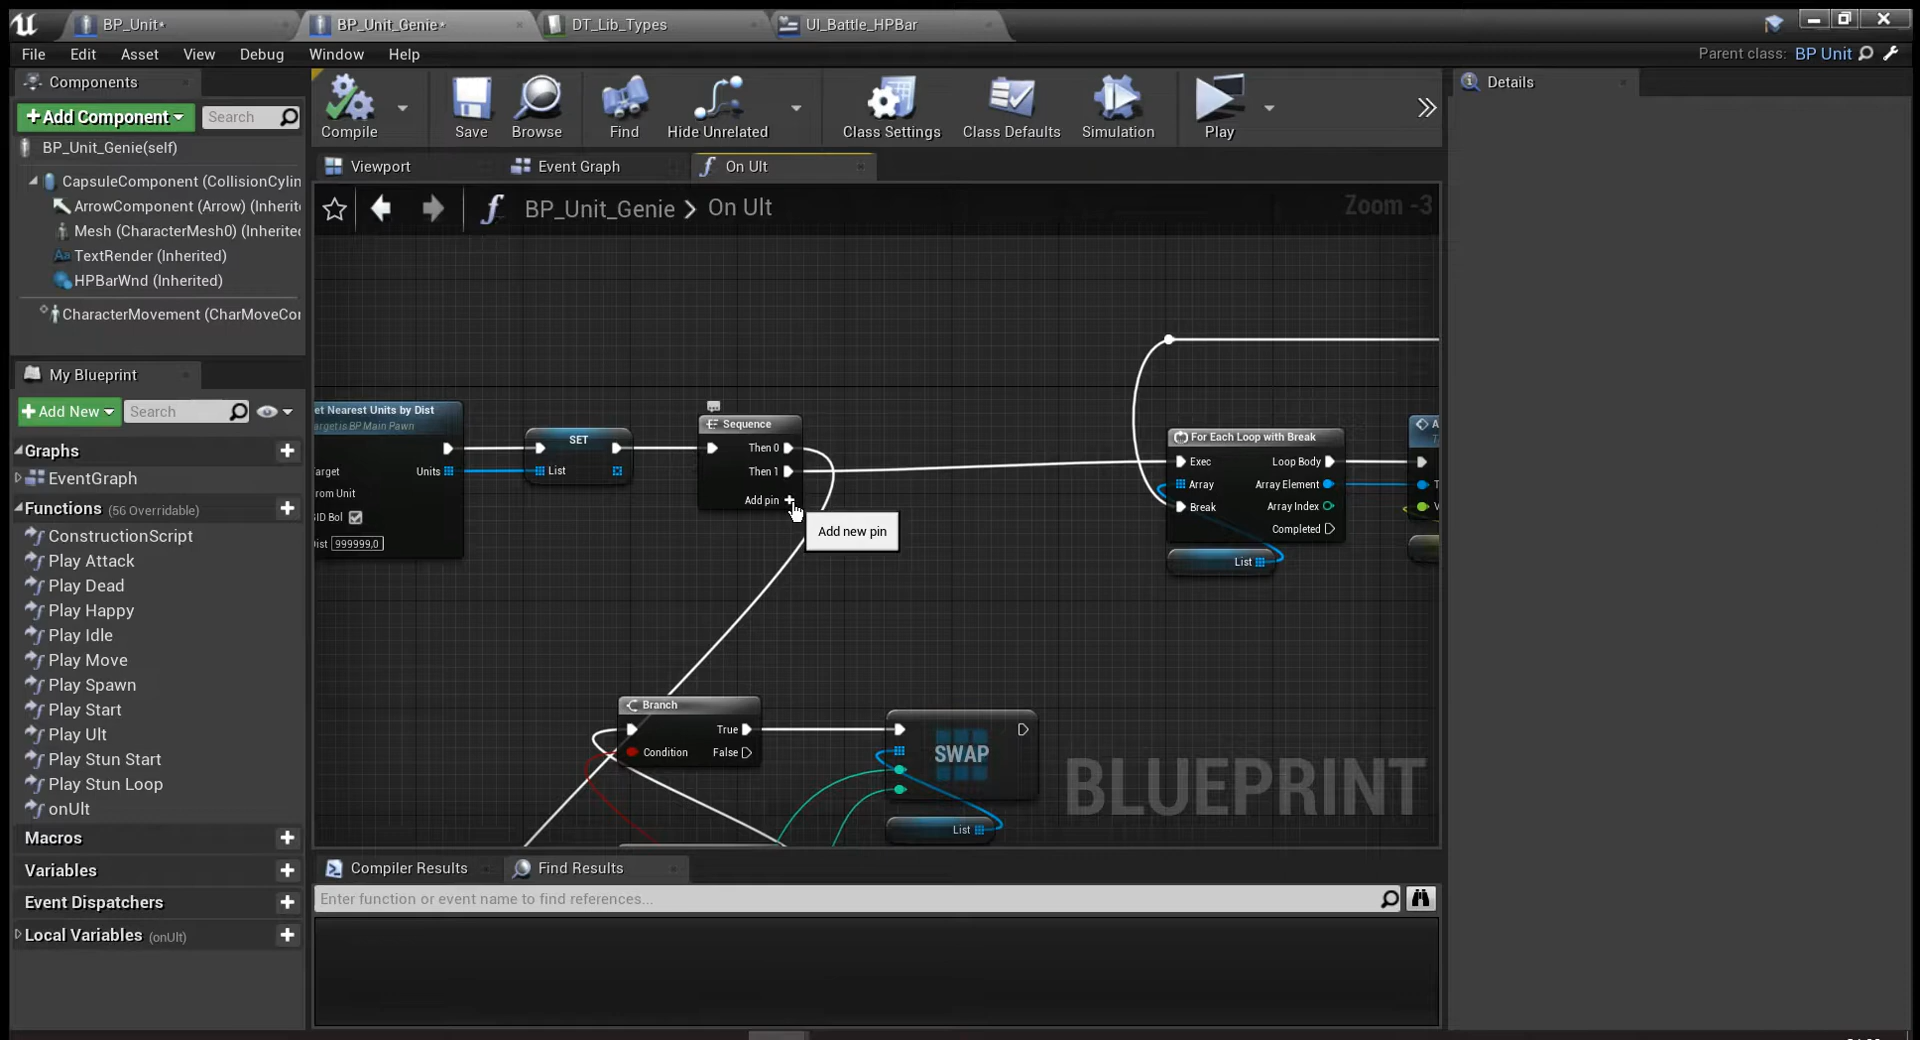 BP_Unit*
BP_Unit_Genie*
DT_Lib_Types
UI_Battle_HPBar
File Edit Asset View Debug Window Help
Parent class: BP Unit
Components
Details
+Add Component
Search
Compile
Save
Browse
Find
Hide Unrelated
Class Settings
Class Defaults
Simulation
Play
BP_Unit_Genie(self)
CapsuleComponent (CollisionCylin
ArrowComponent (Arrow) (Inherite
Mesh (CharacterMesh0) (Inherited
TextRender (Inherited)
HPBarWnd (Inherited)
CharacterMovement (CharMoveCo
Viewport
Event Graph
On Ult
BP_Unit_Genie > On Ult
Zoom -3
My Blueprint
+Add New
Search
Graphs
EventGraph
Functions (56 Overridable)
ConstructionScript
Play Attack
Play Dead
Play Happy
Play Idle
Play Move
Play Spawn
Play Start
Play Ult
Play Stun Start
Play Stun Loop
onUlt
Macros
Variables
Event Dispatchers
Local Variables (onUlt)
et Nearest Units by Dist
arget is BP Main Pawn
arget
Units
rom Unit
ID Bol
Dist 999999,0
SET
List
Sequence
Then 0
Then 1
Add pin +
Add new pin
For Each Loop with Break
Exec
Loop Body
Array
Array Element
Break
Array Index
Completed
List
Branch
True
Condition
False
SWAP
List
BLUEPRINT
Compiler Results
Find Results
Enter function or event name to find references...